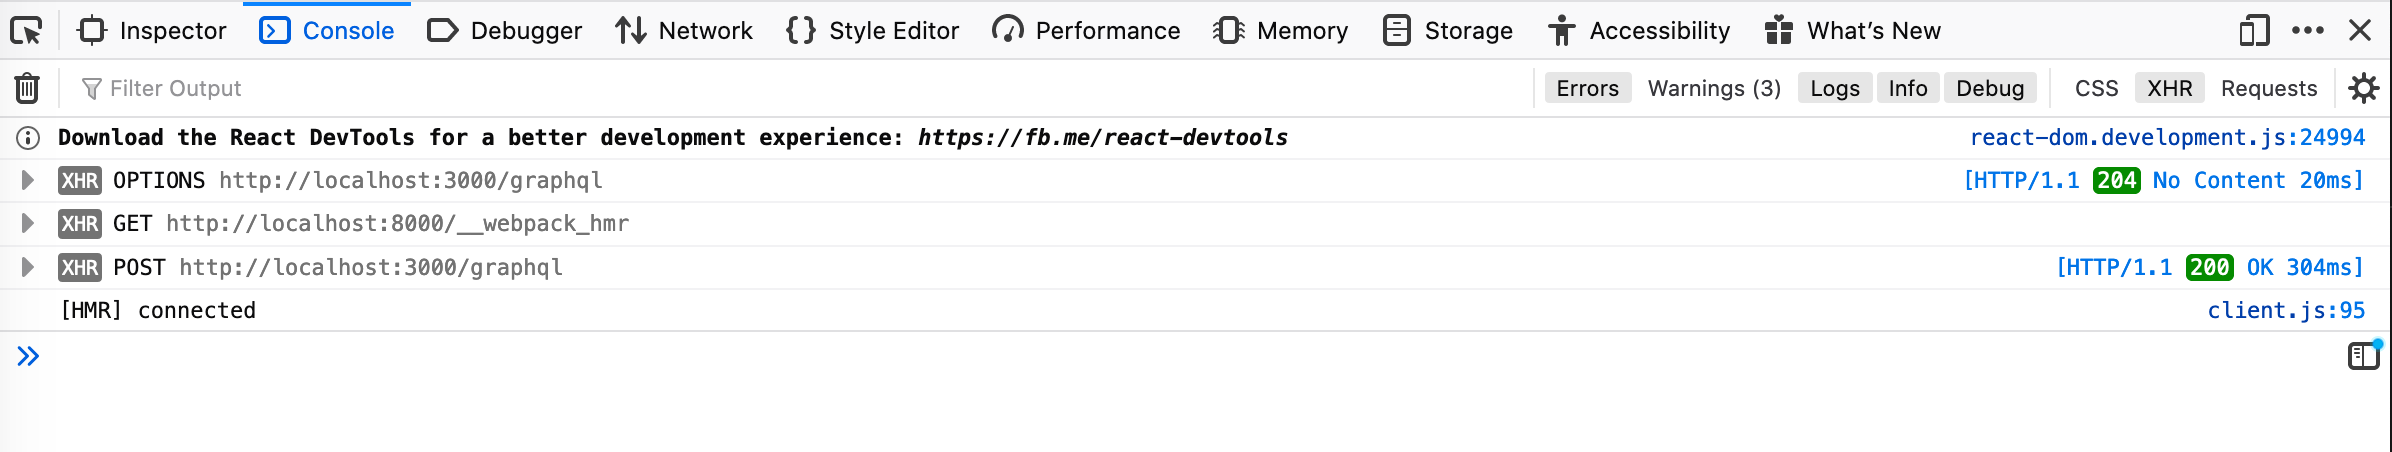 Inspector Console Debugger Network Style Editor Performance Memory Storage Accessibility What's New
Filter Output Errors Warnings (3) Logs Info Debug CSS XHR Requests
Download the React DevTools for a better development experience: https://fb.me/react-devtools react-dom.development.js:24994
XHR OPTIONS http://localhost:3000/graphql [HTTP/1.1 204 No Content 20ms]
XHR GET http://localhost:8000/__webpack_hmr
XHR POST http://localhost:3000/graphql [HTTP/1.1 200 OK 304ms]
[HMR] connected client.js:95